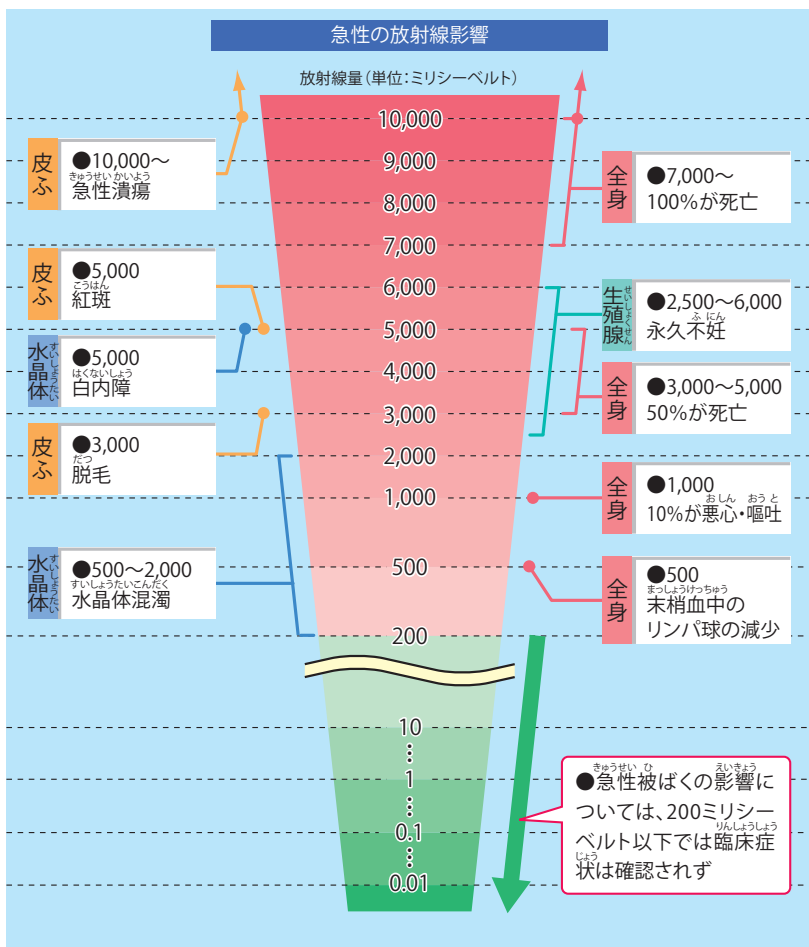 急性の放射線影響
放射線量(単位:ミリシーベルト)
10,000
9,000
8,000
7,000
6,000
5,000
4,000
3,000
2,000
1,000
500
200
10
⋮
1
⋮
0.1
⋮
0.01
皮ふ
●10,000〜
きゅうせいかいよう
急性潰瘍
皮ふ
●5,000
こうはん
紅斑
すいしょうたい
水晶体
●5,000
はくないしょう
白内障
皮ふ
●3,000
だつ
脱毛
すいしょうたい
水晶体
●500〜2,000
すいしょうたいこんだく
水晶体混濁
全身
●7,000〜
100%が死亡
せいしょくせん
生殖腺
●2,500〜6,000
ふにん
永久不妊
全身
●3,000〜5,000
50%が死亡
全身
●1,000
おしん おうと
10%が悪心・嘔吐
全身
●500
まっしょうけっちゅう
末梢血中の
リンパ球の減少
きゅうせいひ えいきょう
●急性被ばくの影響に
ついては、200ミリシー
りんしょうしょう
ベルト以下では臨床症
じょう
状は確認されず